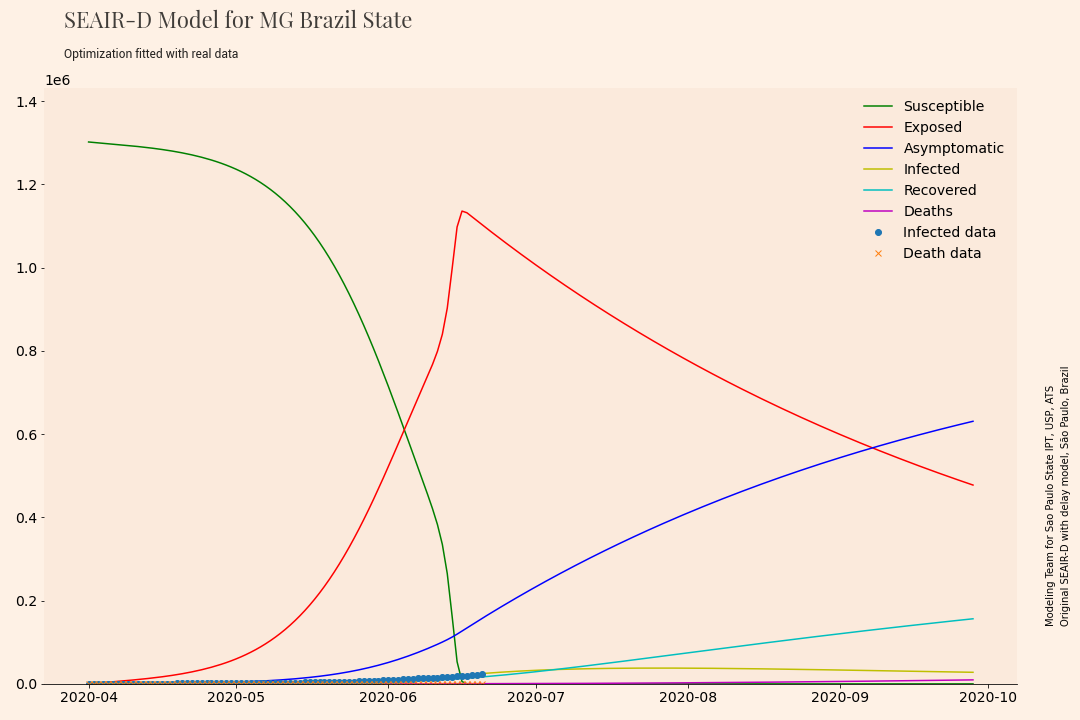 SEAIR-D Model for MG Brazil State
Optimization fitted with real data
1e6
1.4
1.2
1.0
0.8
0.6
0.4
0.2
0.0
2020-04
2020-05
2020-06
2020-07
2020-08
2020-09
2020-10
Susceptible
Exposed
Asymptomatic
Infected
Recovered
Deaths
Infected data
Death data
Modeling Team for Sao Paulo State IPT, USP, ATS
Original SEAIR-D with delay model, São Paulo, Brazil